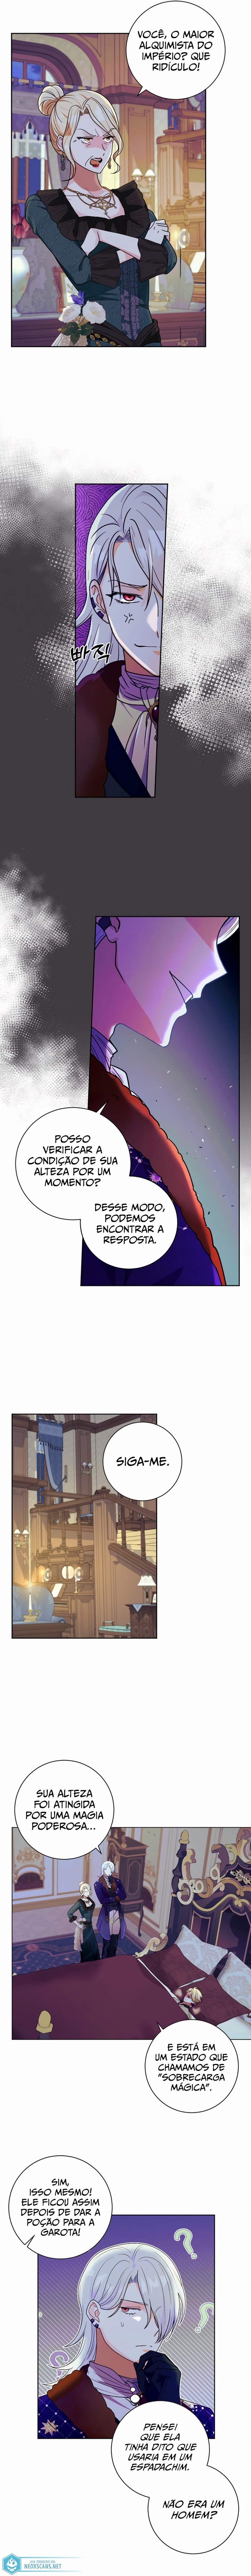 VOCÊ, O MAIOR
ALQUIMISTA DO
IMPÉRIO? QUE
RIDÍCULO!
빠직
POSSO
VERIFICAR A
CONDIÇÃO DE SUA
ALTEZA POR UM
MOMENTO?
DESSE MODO,
PODEMOS
ENCONTRAR A
RESPOSTA.
SIGA-ME.
SUA ALTEZA
FOI ATINGIDA
POR UMA MAGIA
PODEROSA...
E ESTÁ EM
UM ESTADO QUE
CHAMAMOS DE
"SOBRECARGA
MÁGICA".
SIM,
ISSO MESMO!
ELE FICOU ASSIM
DEPOIS DE DAR A
POÇÃO PARA A
GAROTA!
?
?
?
PENSEI
QUE ELA
TINHA DITO QUE
USARIA EM UM
ESPADACHIM.
NÃO ERA UM
HOMEM?
NEOXSCANS.NET